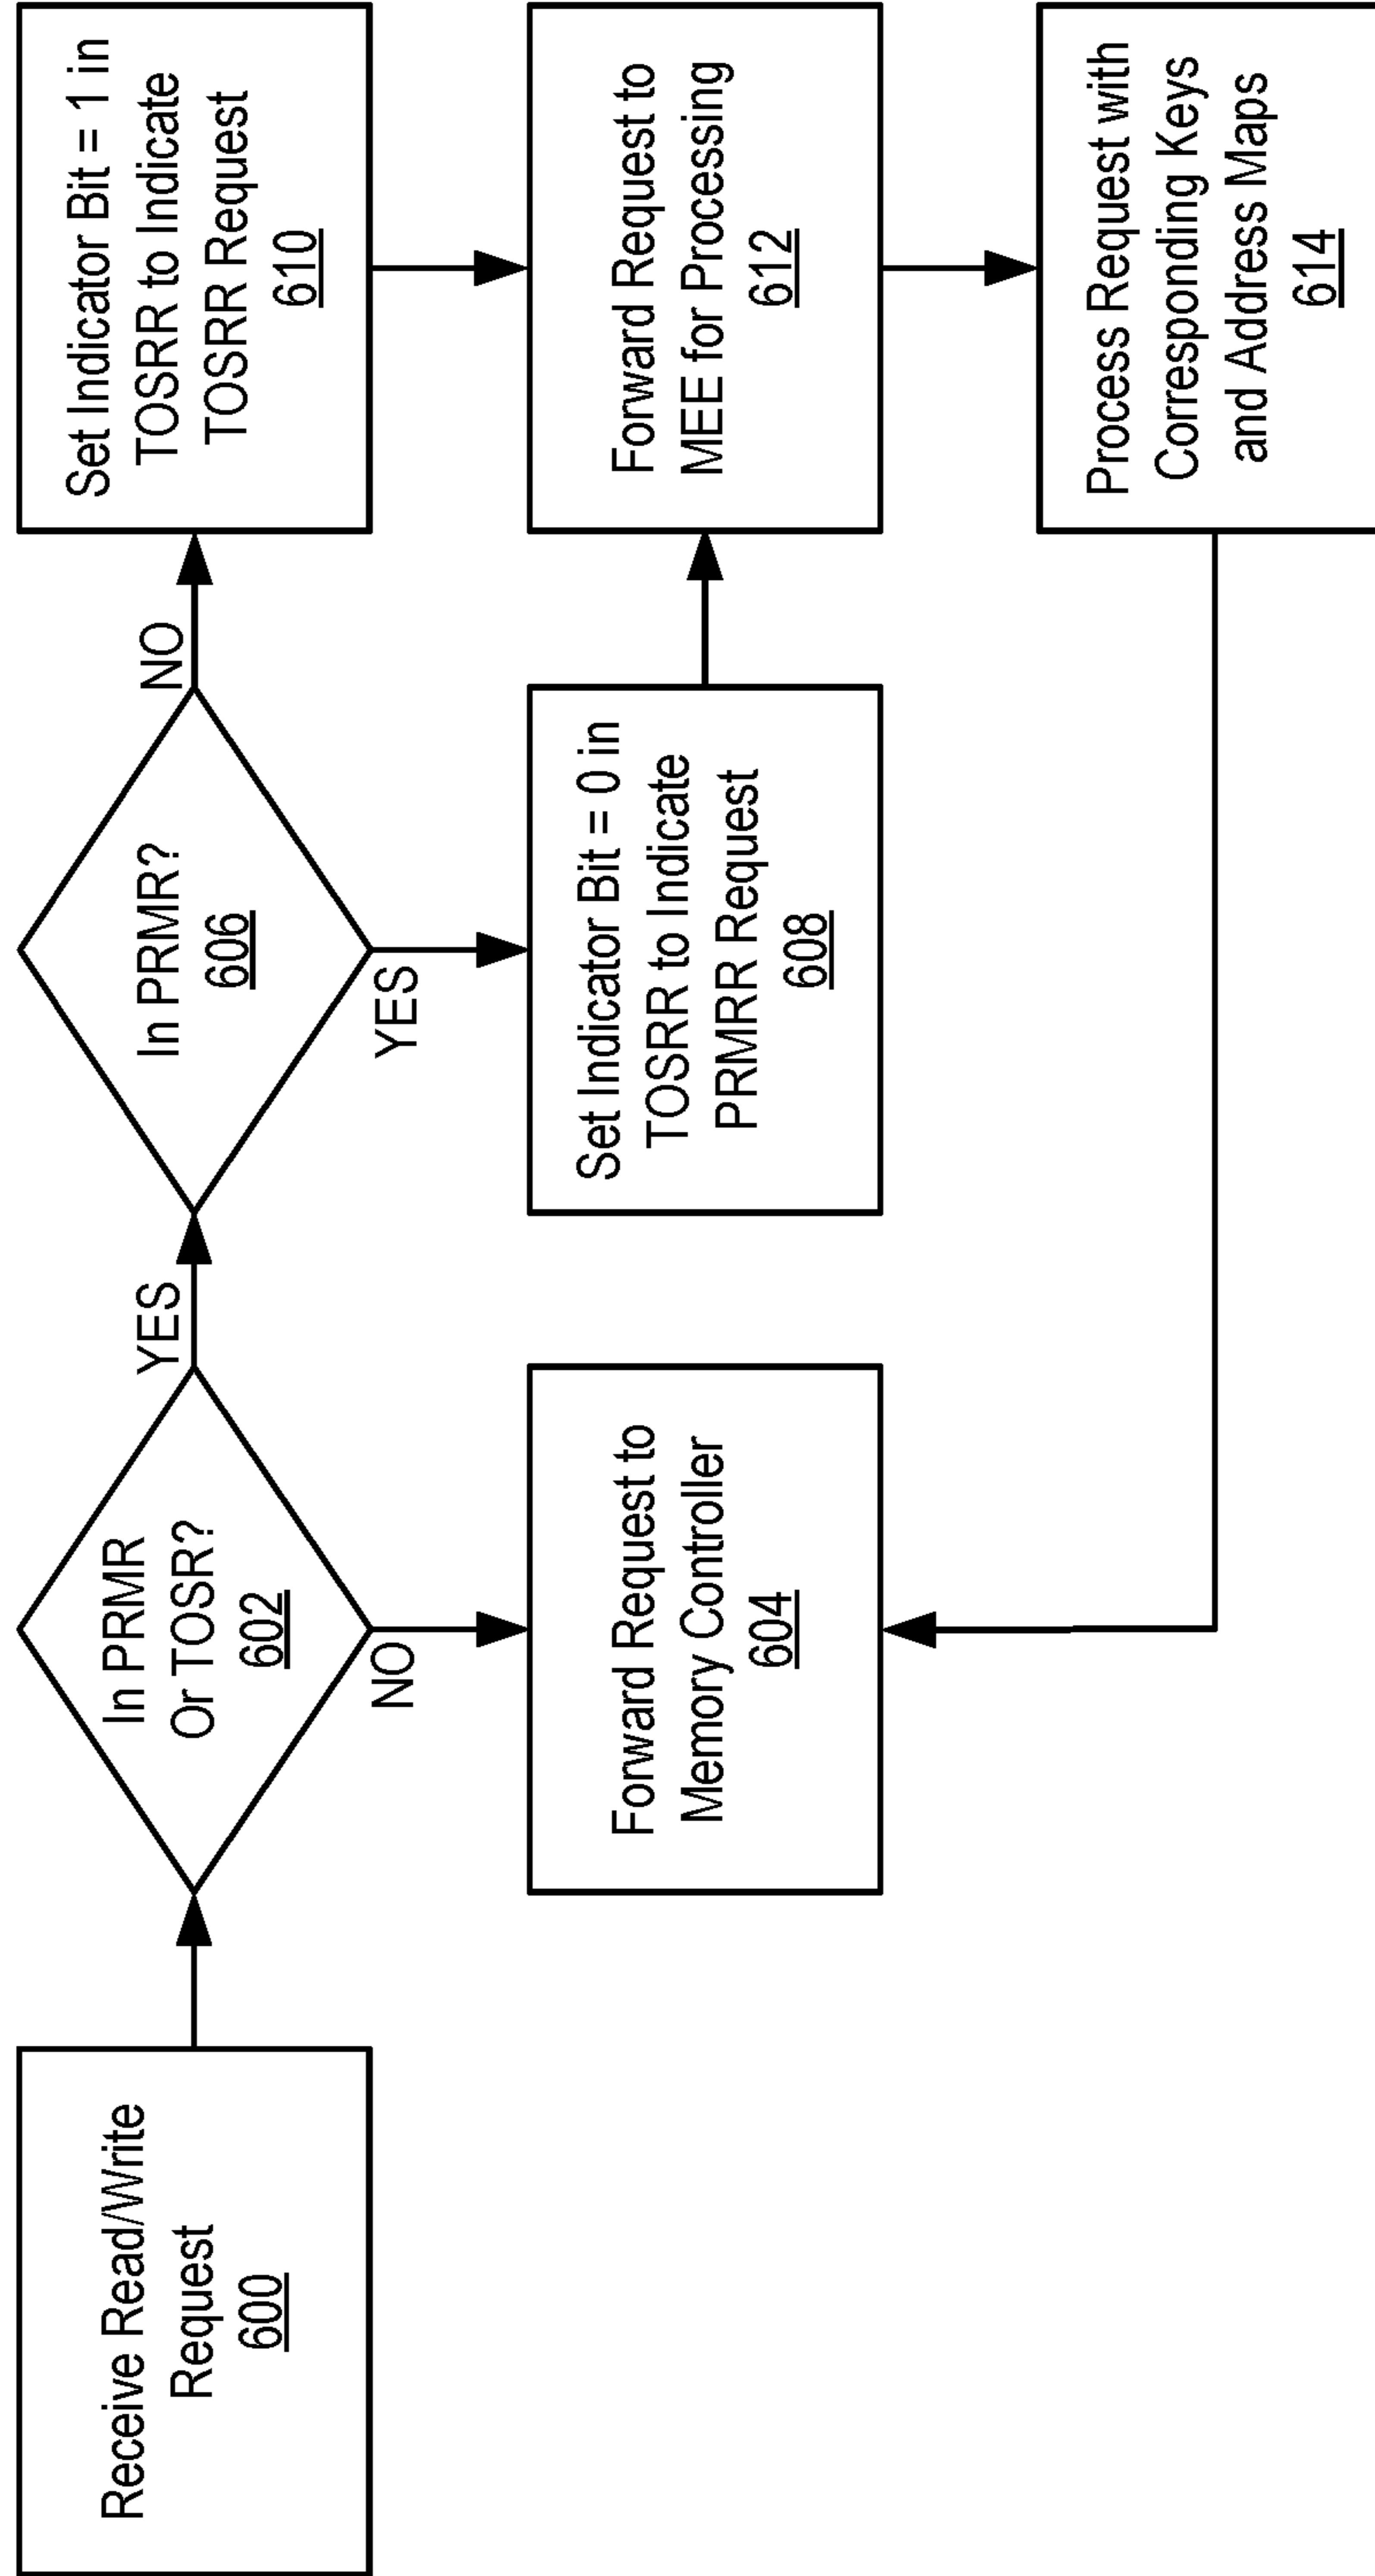 Receive Read/Write
Request
600
In PRMR
Or TOSR?
602
YES
NO
In PRMR?
606
NO
YES
Set Indicator Bit = 1 in
TOSRR to Indicate
TOSRR Request
610
Forward Request to
Memory Controller
604
Set Indicator Bit = 0 in
TOSRR to Indicate
PRMRR Request
608
Forward Request to
MEE for Processing
612
Process Request with
Corresponding Keys
and Address Maps
614